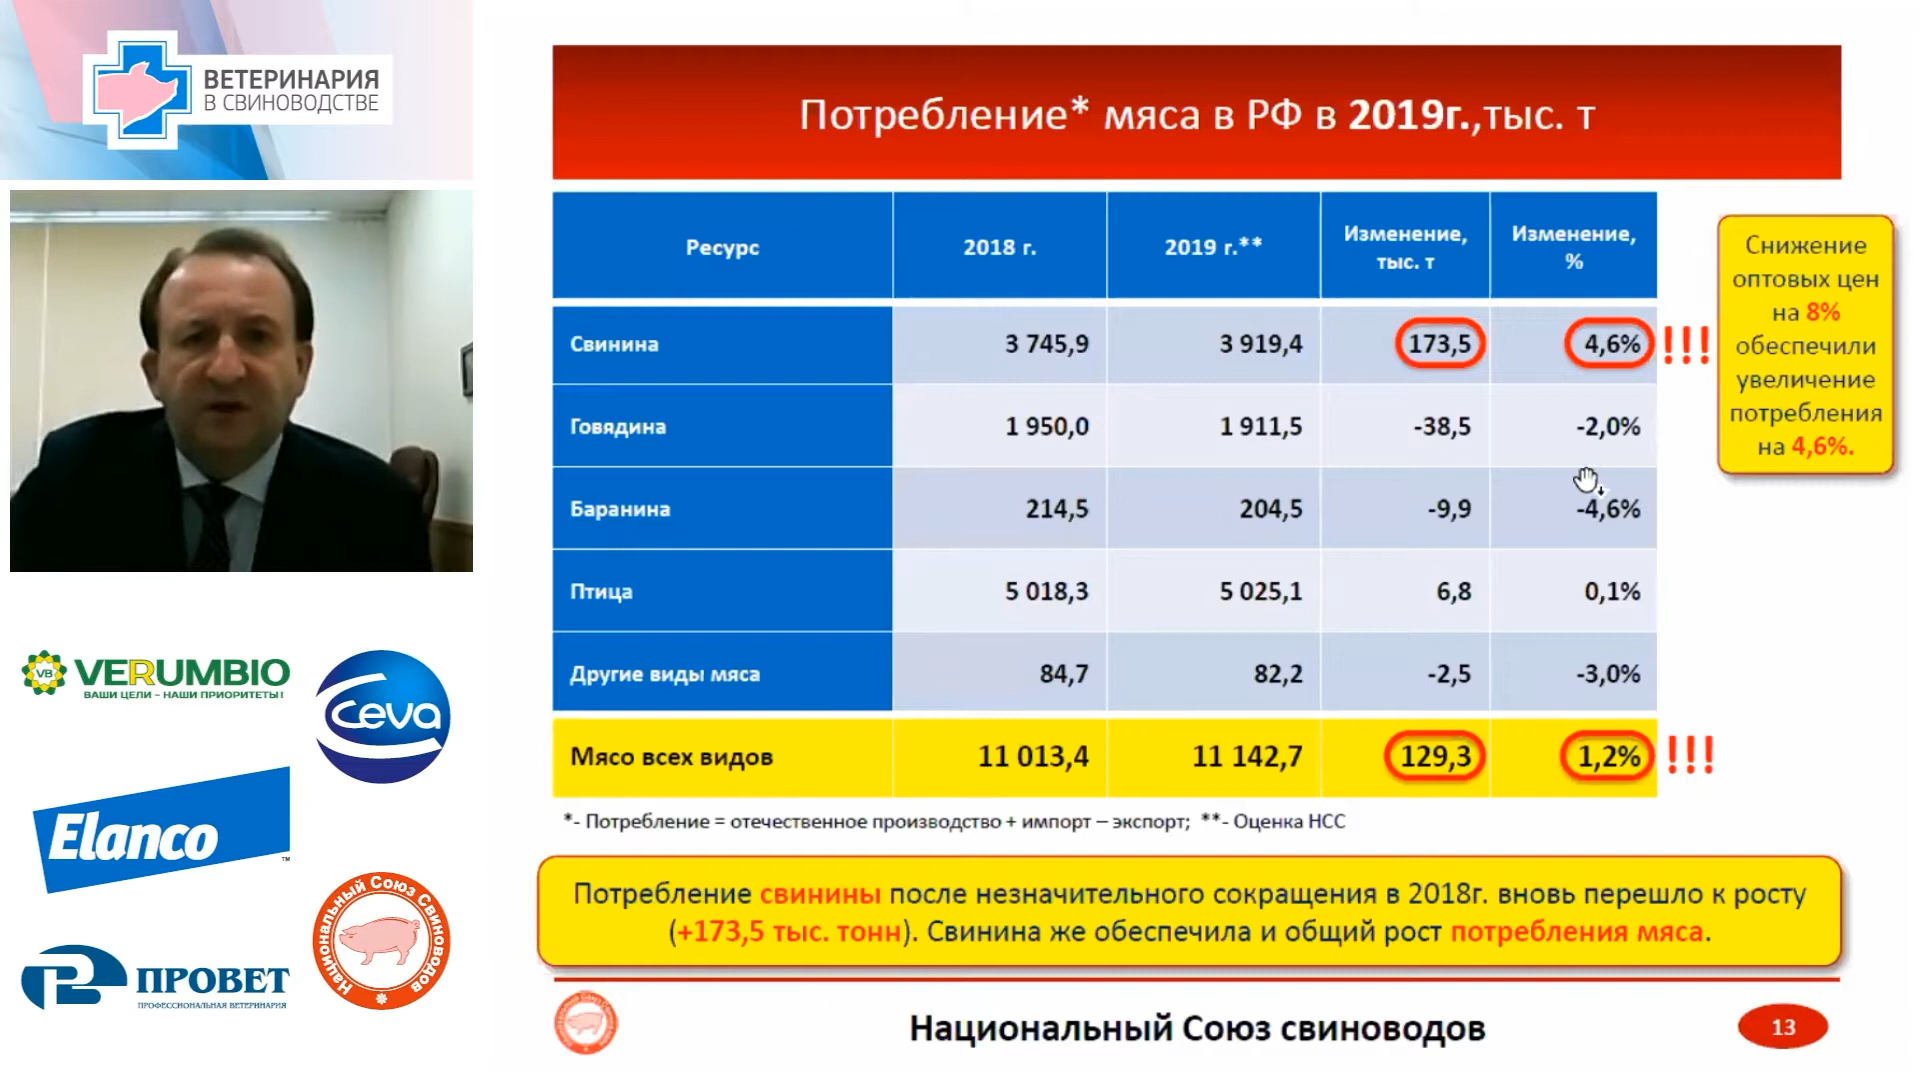 ВЕТЕРИНАРИЯ
В СВИНОВОДСТВЕ
Потребление* мяса в РФ в 2019г.,тыс. т
Ресурс 2018 г. 2019 г.** Изменение, тыс. т Изменение, %
Свинина 3 745,9 3 919,4 173,5 4,6% !!!
Говядина 1 950,0 1 911,5 -38,5 -2,0%
Баранина 214,5 204,5 -9,9 -4,6%
Птица 5 018,3 5 025,1 6,8 0,1%
Другие виды мяса 84,7 82,2 -2,5 -3,0%
Мясо всех видов 11 013,4 11 142,7 129,3 1,2% !!!
Снижение
оптовых цен
на 8%
обеспечили
увеличение
потребления
на 4,6%.
*- Потребление = отечественное производство + импорт – экспорт; **- Оценка НСС
Потребление свинины после незначительного сокращения в 2018г. вновь перешло к росту
(+173,5 тыс. тонн). Свинина же обеспечила и общий рост потребления мяса.
Национальный Союз свиноводов
13
VB
VERUMBIO
ВАШИ ЦЕЛИ – НАШИ ПРИОРИТЕТЫ!
Ceva
Elanco
™
Национальный Союз Свиноводов
ПРОВЕТ
ПРОФЕССИОНАЛЬНАЯ ВЕТЕРИНАРИЯ